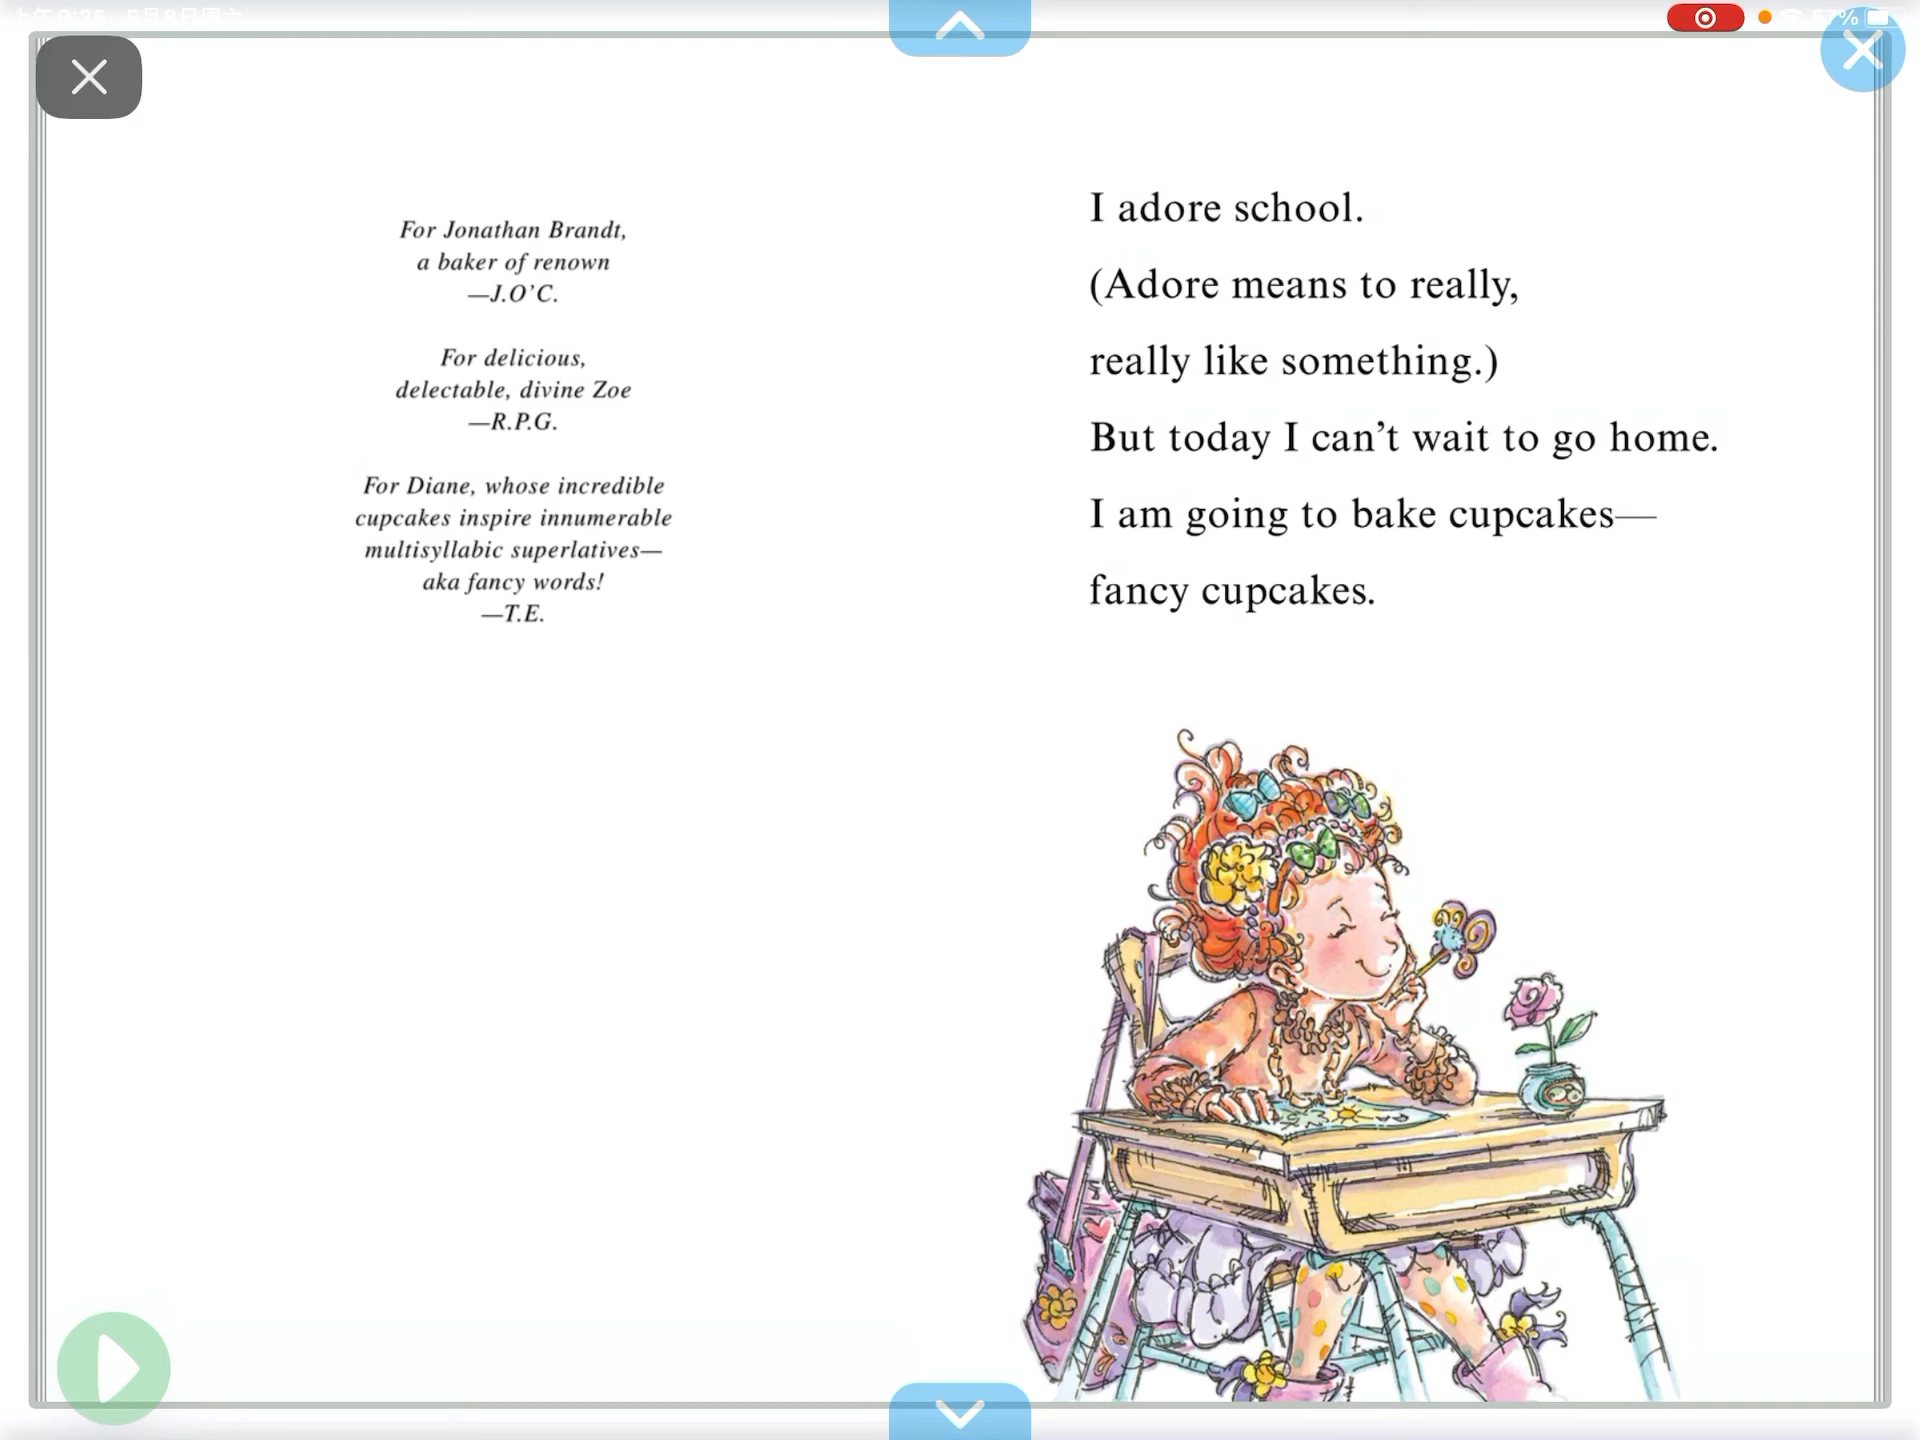 For Jonathan Brandt,
a baker of renown
—J.O’C.
For delicious,
delectable, divine Zoe
—R.P.G.
For Diane, whose incredible
cupcakes inspire innumerable
multisyllabic superlatives—
aka fancy words!
—T.E.
I adore school.
(Adore means to really,
really like something.)
But today I can’t wait to go home.
I am going to bake cupcakes—
fancy cupcakes.